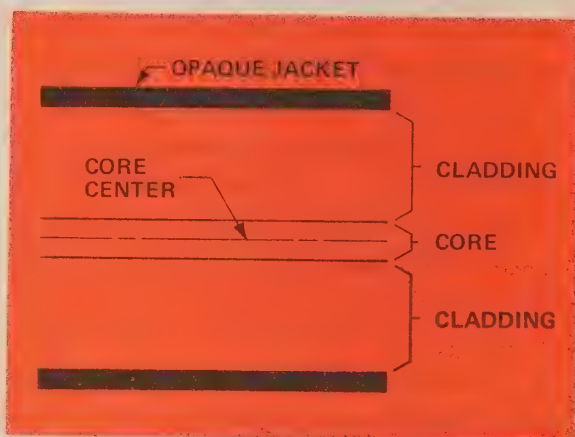 OPAQUE JACKET
CORE
CENTER
CLADDING
CORE
CLADDING